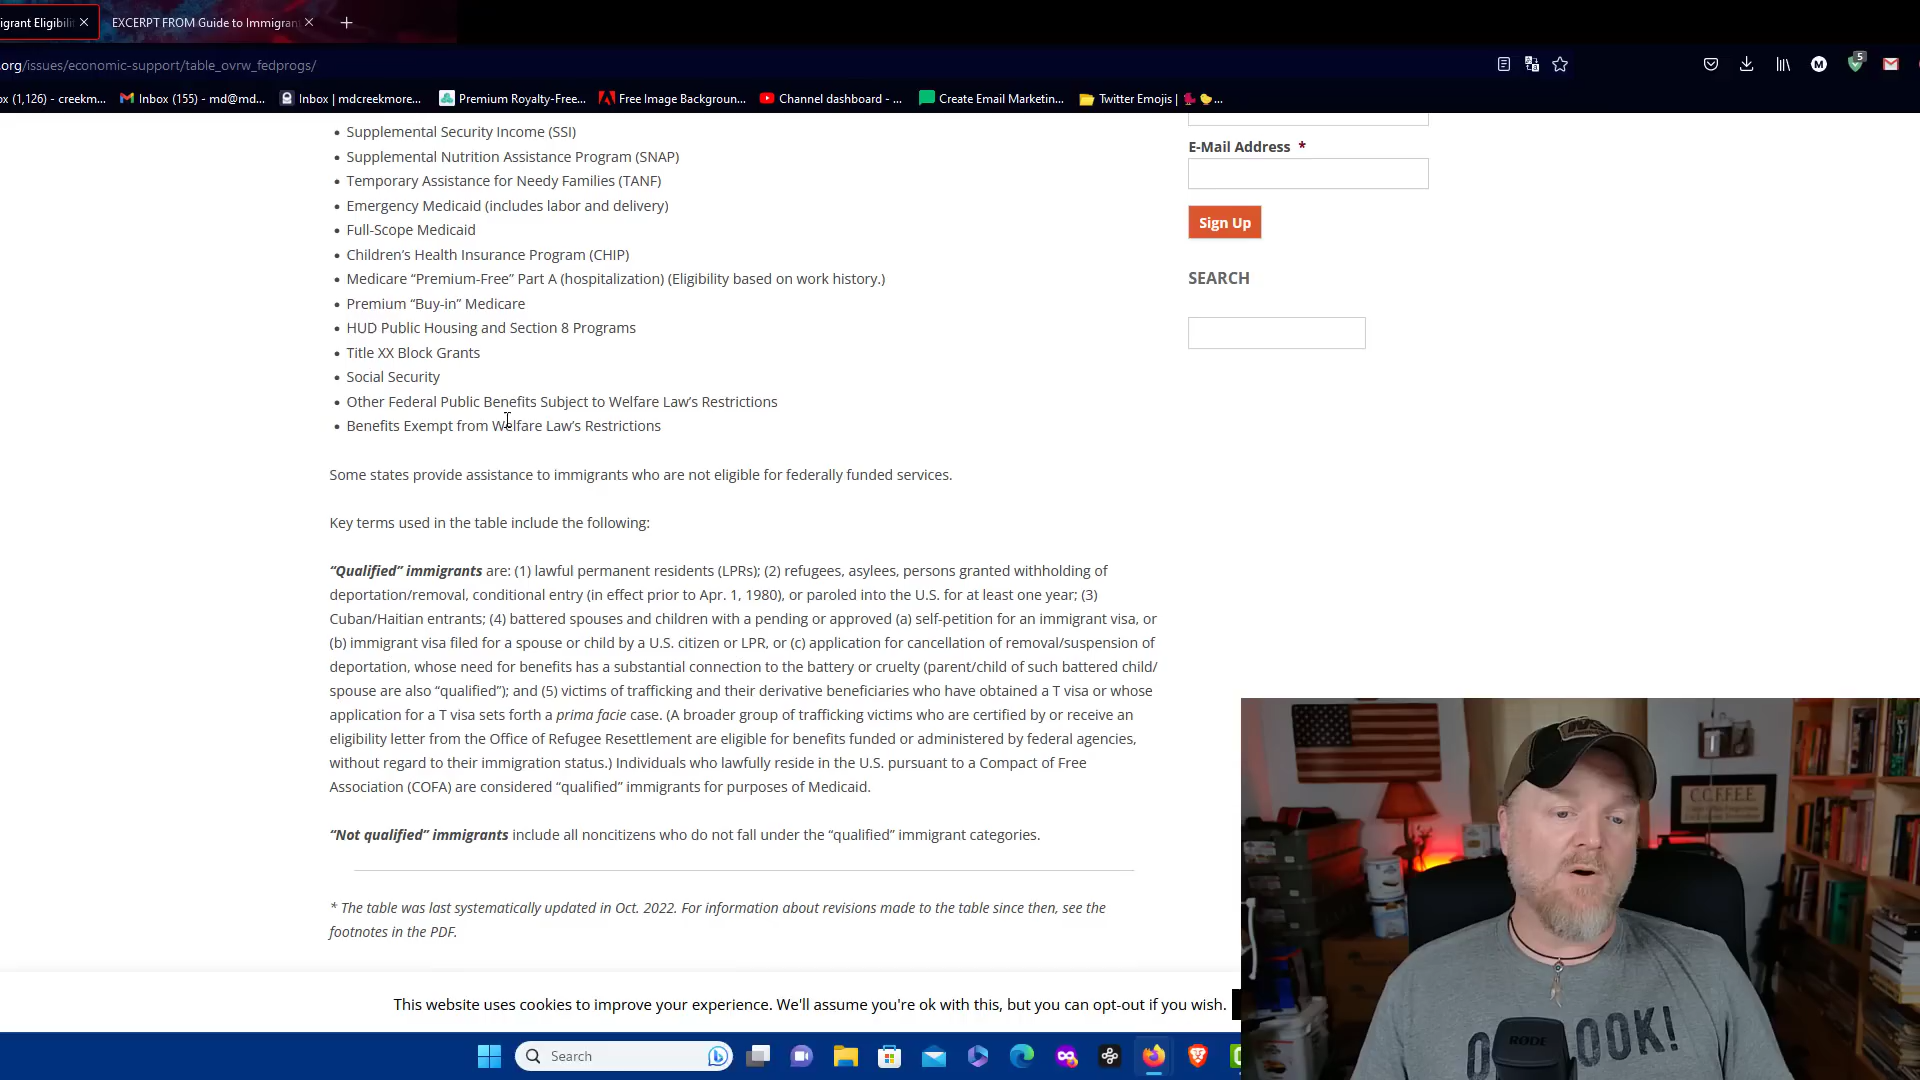 igrant Eligibili
EXCERPT FROM Guide to Immigran
org/issues/economic-support/table_ovrw_fedprogs/
5
ox (1,126) - creekm...
Inbox (155) - md@md...
Inbox | mdcreekmore...
Premium Royalty-Free...
Free Image Backgroun...
Channel dashboard - ...
Create Email Marketin...
Twitter Emojis | 🐓🐤...
• Supplemental Security Income (SSI)
• Supplemental Nutrition Assistance Program (SNAP)
• Temporary Assistance for Needy Families (TANF)
• Emergency Medicaid (includes labor and delivery)
• Full-Scope Medicaid
• Children’s Health Insurance Program (CHIP)
• Medicare “Premium-Free” Part A (hospitalization) (Eligibility based on work history.)
• Premium “Buy-in” Medicare
• HUD Public Housing and Section 8 Programs
• Title XX Block Grants
• Social Security
• Other Federal Public Benefits Subject to Welfare Law’s Restrictions
• Benefits Exempt from Welfare Law’s Restrictions
Some states provide assistance to immigrants who are not eligible for federally funded services.
Key terms used in the table include the following:
“Qualified” immigrants are: (1) lawful permanent residents (LPRs); (2) refugees, asylees, persons granted withholding of
deportation/removal, conditional entry (in effect prior to Apr. 1, 1980), or paroled into the U.S. for at least one year; (3)
Cuban/Haitian entrants; (4) battered spouses and children with a pending or approved (a) self-petition for an immigrant visa, or
(b) immigrant visa filed for a spouse or child by a U.S. citizen or LPR, or (c) application for cancellation of removal/suspension of
deportation, whose need for benefits has a substantial connection to the battery or cruelty (parent/child of such battered child/
spouse are also “qualified”); and (5) victims of trafficking and their derivative beneficiaries who have obtained a T visa or whose
application for a T visa sets forth a prima facie case. (A broader group of trafficking victims who are certified by or receive an
eligibility letter from the Office of Refugee Resettlement are eligible for benefits funded or administered by federal agencies,
without regard to their immigration status.) Individuals who lawfully reside in the U.S. pursuant to a Compact of Free
Association (COFA) are considered “qualified” immigrants for purposes of Medicaid.
“Not qualified” immigrants include all noncitizens who do not fall under the “qualified” immigrant categories.
* The table was last systematically updated in Oct. 2022. For information about revisions made to the table since then, see the
footnotes in the PDF.
E-Mail Address *
Sign Up
SEARCH
This website uses cookies to improve your experience. We'll assume you're ok with this, but you can opt-out if you wish.
C.O.F.F.E.E.
OOK!
RODE
Search